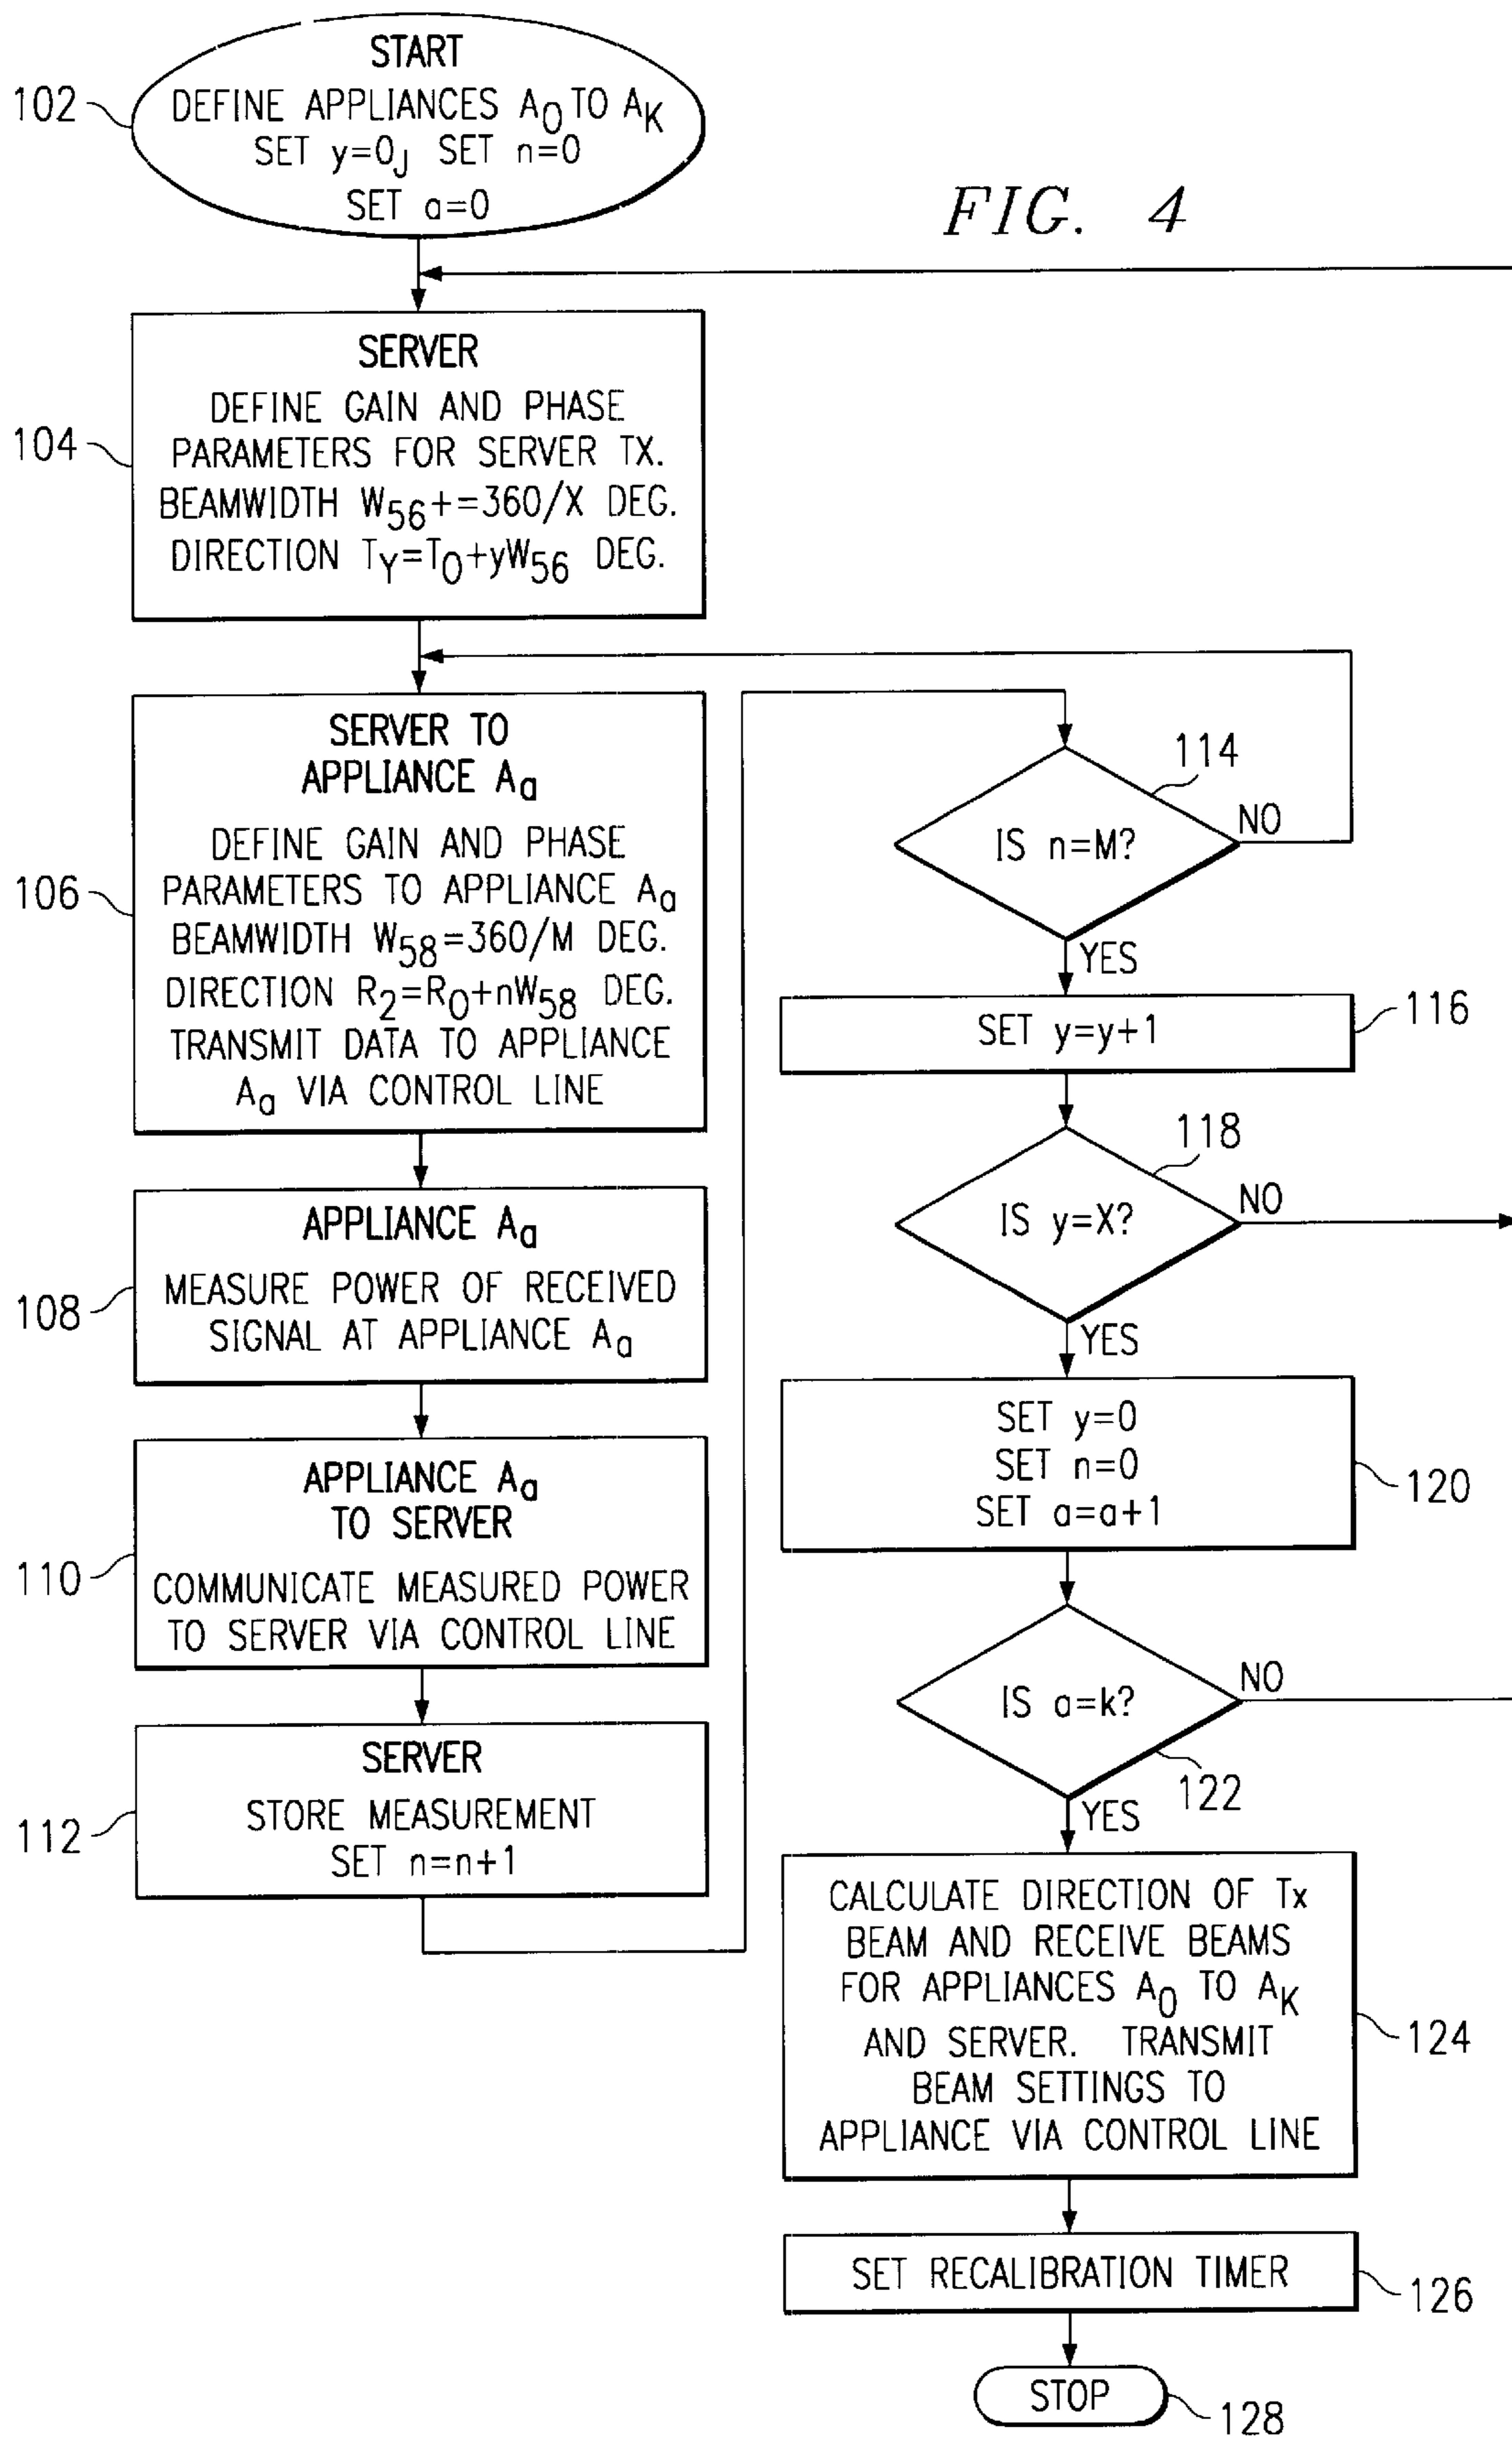 FIG. 4
102
START
DEFINE APPLIANCES A0 TO AK
SET y=0J SET n=0
SET a=0
104
SERVER
DEFINE GAIN AND PHASE
PARAMETERS FOR SERVER TX.
BEAMWIDTH W56+=360/X DEG.
DIRECTION TY=T0+yW56 DEG.
106
SERVER TO
APPLIANCE Aa
DEFINE GAIN AND PHASE
PARAMETERS TO APPLIANCE Aa
BEAMWIDTH W58=360/M DEG.
DIRECTION R2=R0+nW58 DEG.
TRANSMIT DATA TO APPLIANCE
Aa VIA CONTROL LINE
108
APPLIANCE Aa
MEASURE POWER OF RECEIVED
SIGNAL AT APPLIANCE Aa
110
APPLIANCE Aa
TO SERVER
COMMUNICATE MEASURED POWER
TO SERVER VIA CONTROL LINE
112
SERVER
STORE MEASUREMENT
SET n=n+1
114
IS n=M?
NO
YES
SET y=y+1
116
118
IS y=X?
NO
YES
SET y=0
SET n=0
SET a=a+1
120
IS a=k?
NO
122
YES
CALCULATE DIRECTION OF Tx
BEAM AND RECEIVE BEAMS
FOR APPLIANCES A0 TO AK
AND SERVER. TRANSMIT
BEAM SETTINGS TO
APPLIANCE VIA CONTROL LINE
124
SET RECALIBRATION TIMER
126
STOP
128